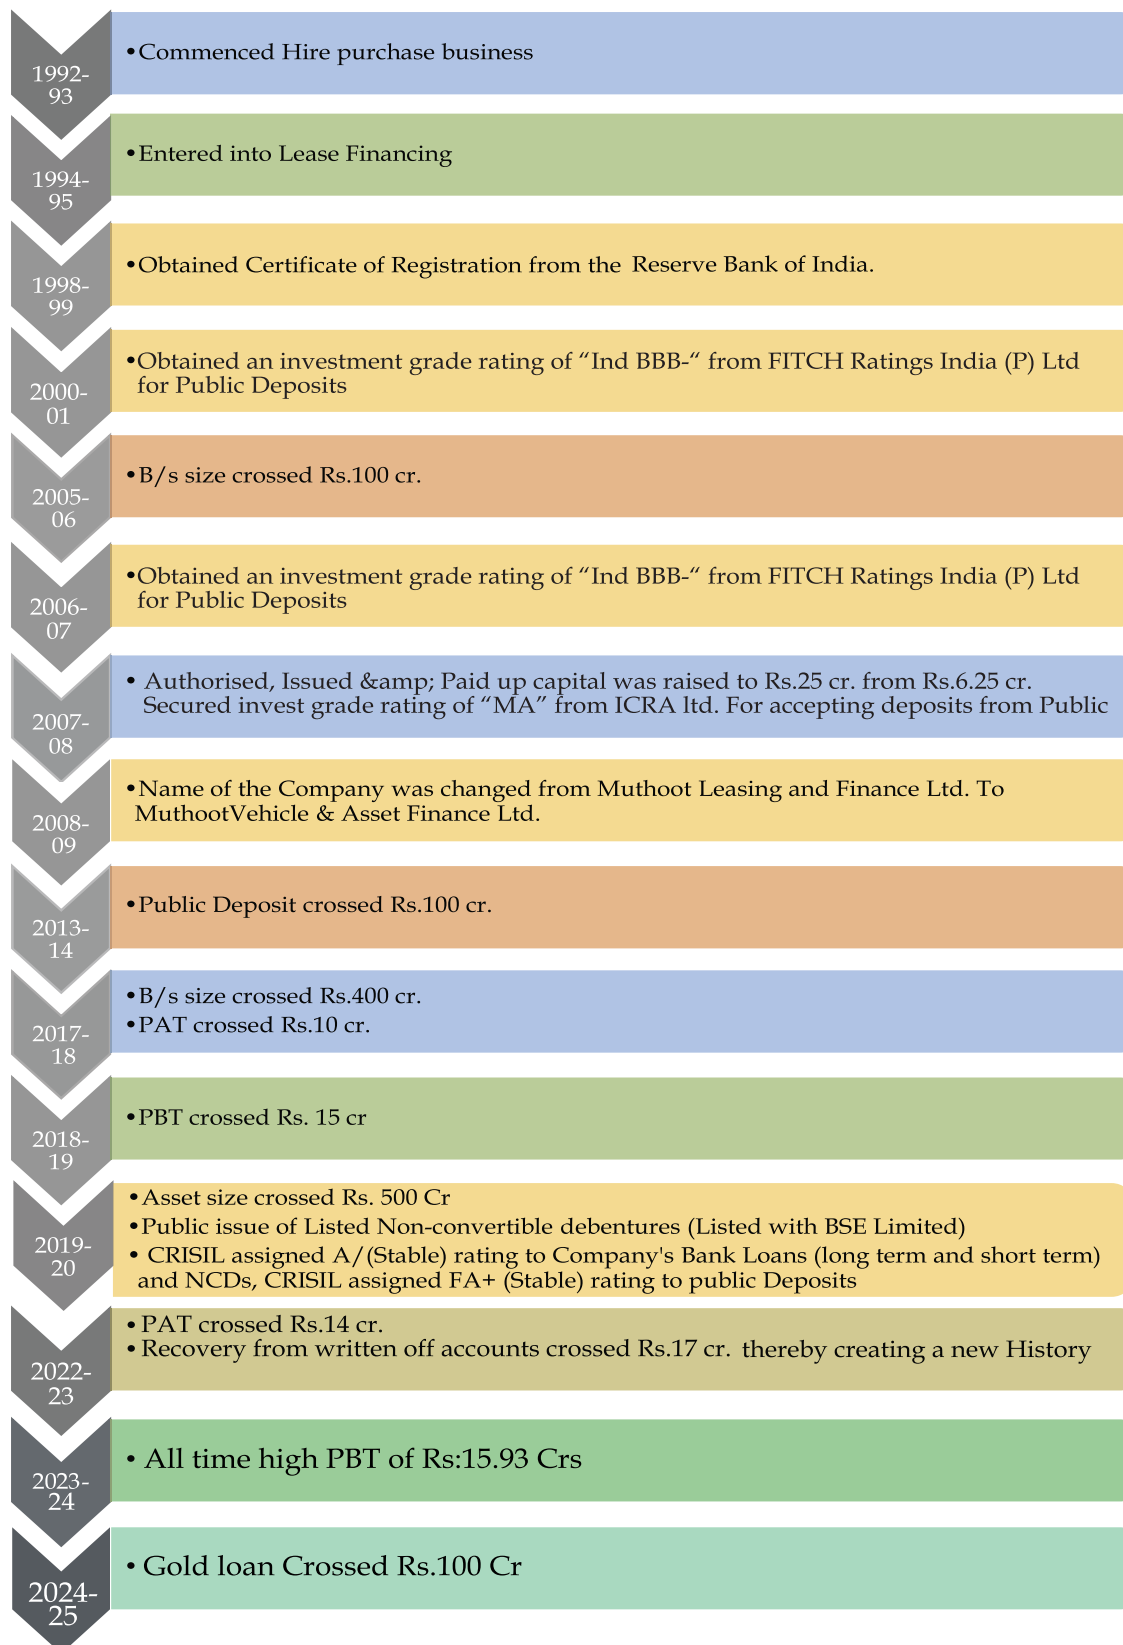 1992-
93
•Commenced Hire purchase business
1994-
95
•Entered into Lease Financing
1998-
99
•Obtained Certificate of Registration from the Reserve Bank of India.
2000-
01
•Obtained an investment grade rating of “Ind BBB-“ from FITCH Ratings India (P) Ltd
for Public Deposits
2005-
06
•B/s size crossed Rs.100 cr.
2006-
07
•Obtained an investment grade rating of “Ind BBB-“ from FITCH Ratings India (P) Ltd
for Public Deposits
2007-
08
• Authorised, Issued &amp; Paid up capital was raised to Rs.25 cr. from Rs.6.25 cr.
Secured invest grade rating of “MA” from ICRA ltd. For accepting deposits from Public
2008-
09
•Name of the Company was changed from Muthoot Leasing and Finance Ltd. To
MuthootVehicle & Asset Finance Ltd.
2013-
14
•Public Deposit crossed Rs.100 cr.
2017-
18
•B/s size crossed Rs.400 cr.
•PAT crossed Rs.10 cr.
2018-
19
•PBT crossed Rs. 15 cr
2019-
20
•Asset size crossed Rs. 500 Cr
•Public issue of Listed Non-convertible debentures (Listed with BSE Limited)
• CRISIL assigned A/(Stable) rating to Company's Bank Loans (long term and short term)
and NCDs, CRISIL assigned FA+ (Stable) rating to public Deposits
2022-
23
•PAT crossed Rs.14 cr.
•Recovery from written off accounts crossed Rs.17 cr. thereby creating a new History
2023-
24
• All time high PBT of Rs:15.93 Crs
2024-
25
• Gold loan Crossed Rs.100 Cr